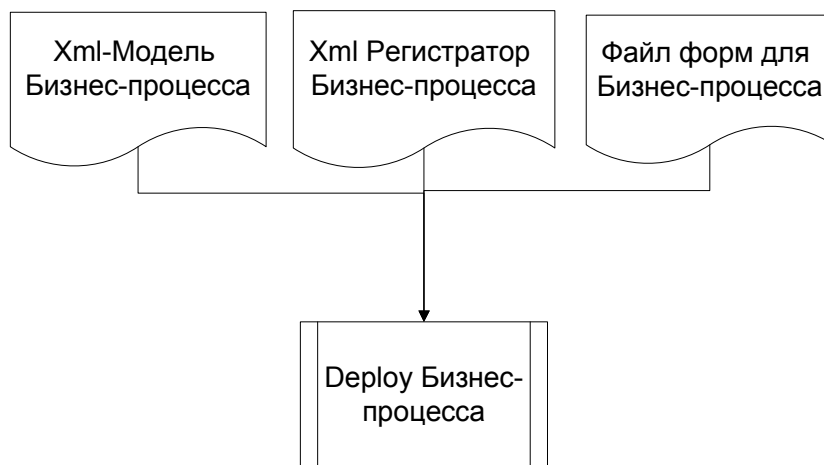 Xml-Модель
Бизнес-процесса
Xml Регистратор
Бизнес-процесса
Файл форм для
Бизнес-процесса
Deploy Бизнес-
процесса